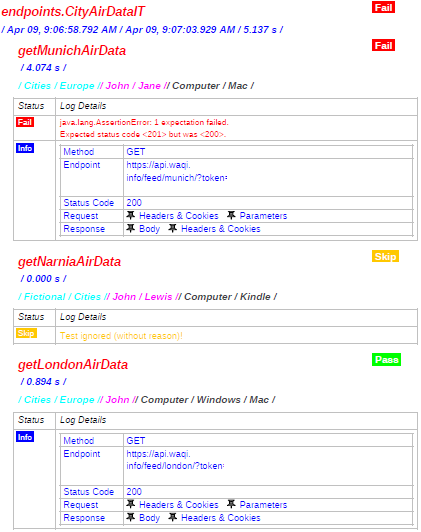 endpoints.CityAirDataIT Fail
/ Apr 09, 9:06:58.792 AM / Apr 09, 9:07:03.929 AM / 5.137 s /
getMunichAirData Fail
/ 4.074 s /
/ Cities / Europe // John / Jane // Computer / Mac /
Status Log Details
Fail java.lang.AssertionError: 1 expectation failed.
Expected status code <201> but was <200>.
Info Method GET
Endpoint https://api.waqi.
info/feed/munich/?token=
Status Code 200
Request Headers & Cookies Parameters
Response Body Headers & Cookies
getNarniaAirData Skip
/ 0.000 s /
/ Fictional / Cities // John / Lewis // Computer / Kindle /
Status Log Details
Skip Test ignored (without reason)!
getLondonAirData Pass
/ 0.894 s /
/ Cities / Europe // John // Computer / Windows / Mac /
Status Log Details
Info Method GET
Endpoint https://api.waqi.
info/feed/london/?token=
Status Code 200
Request Headers & Cookies Parameters
Response Body Headers & Cookies